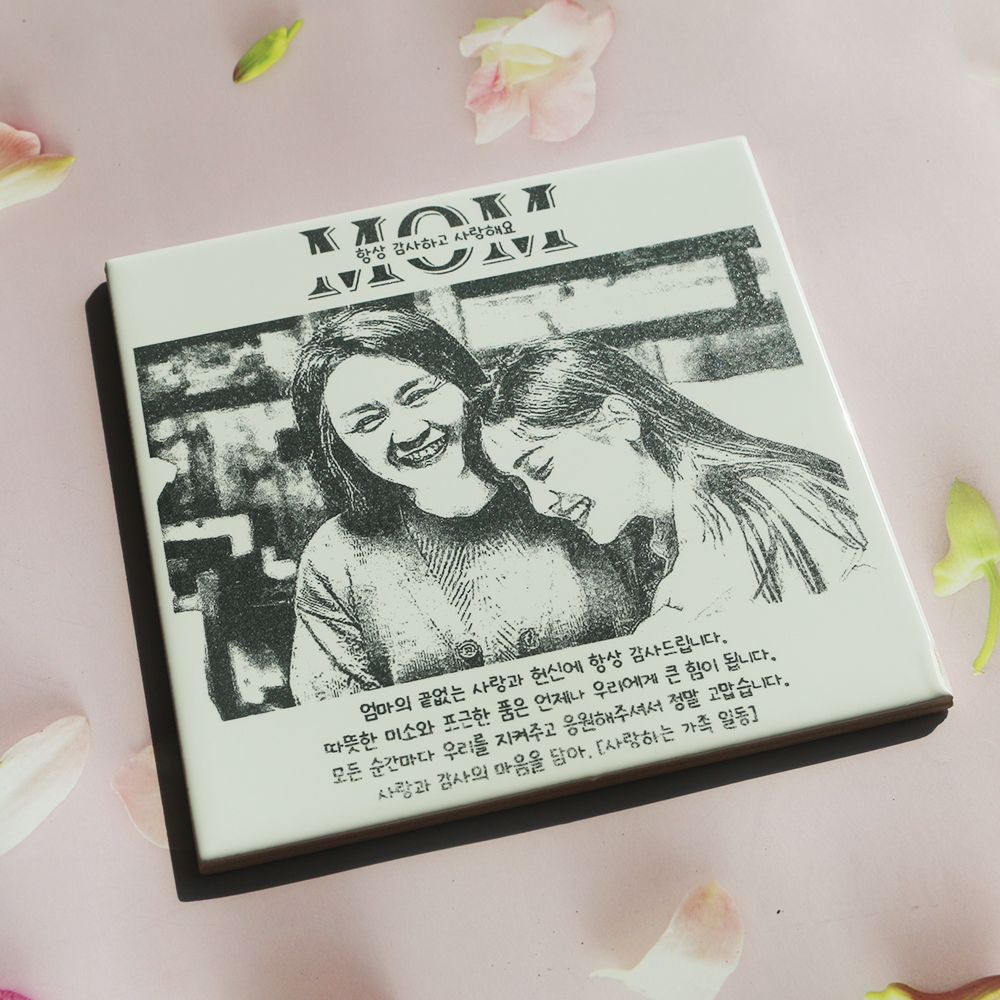 MOM
항상 감사하고 사랑해요
엄마의 끝없는 사랑과 헌신에 항상 감사드립니다.
따뜻한 미소와 포근한 품은 언제나 우리에게 큰 힘이 됩니다.
모든 순간마다 우리를 지켜주고 응원해주셔서 정말 고맙습니다.
사랑과 감사의 마음을 담아, [사랑하는 가족 일동]